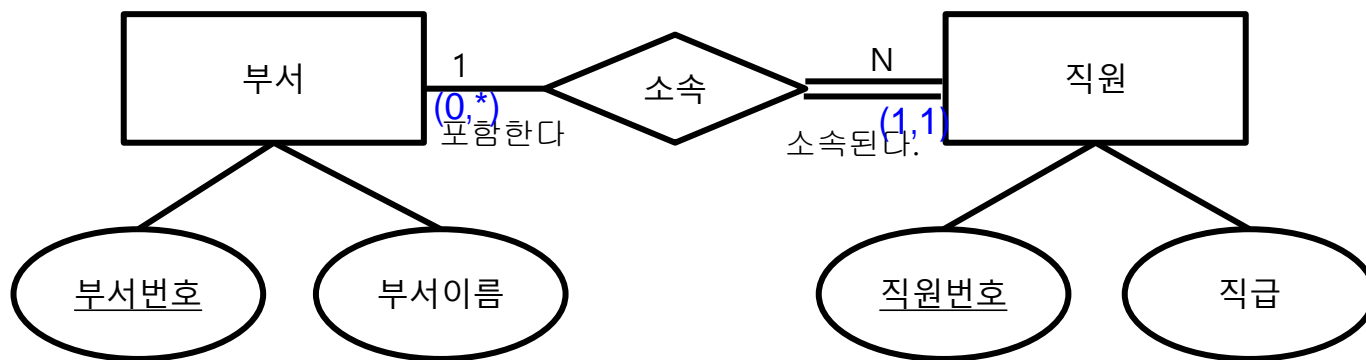 부서
1
(0,*)
포함한다
소속
N
(1,1)
소속된다.
직원
부서번호
부서이름
직원번호
직급